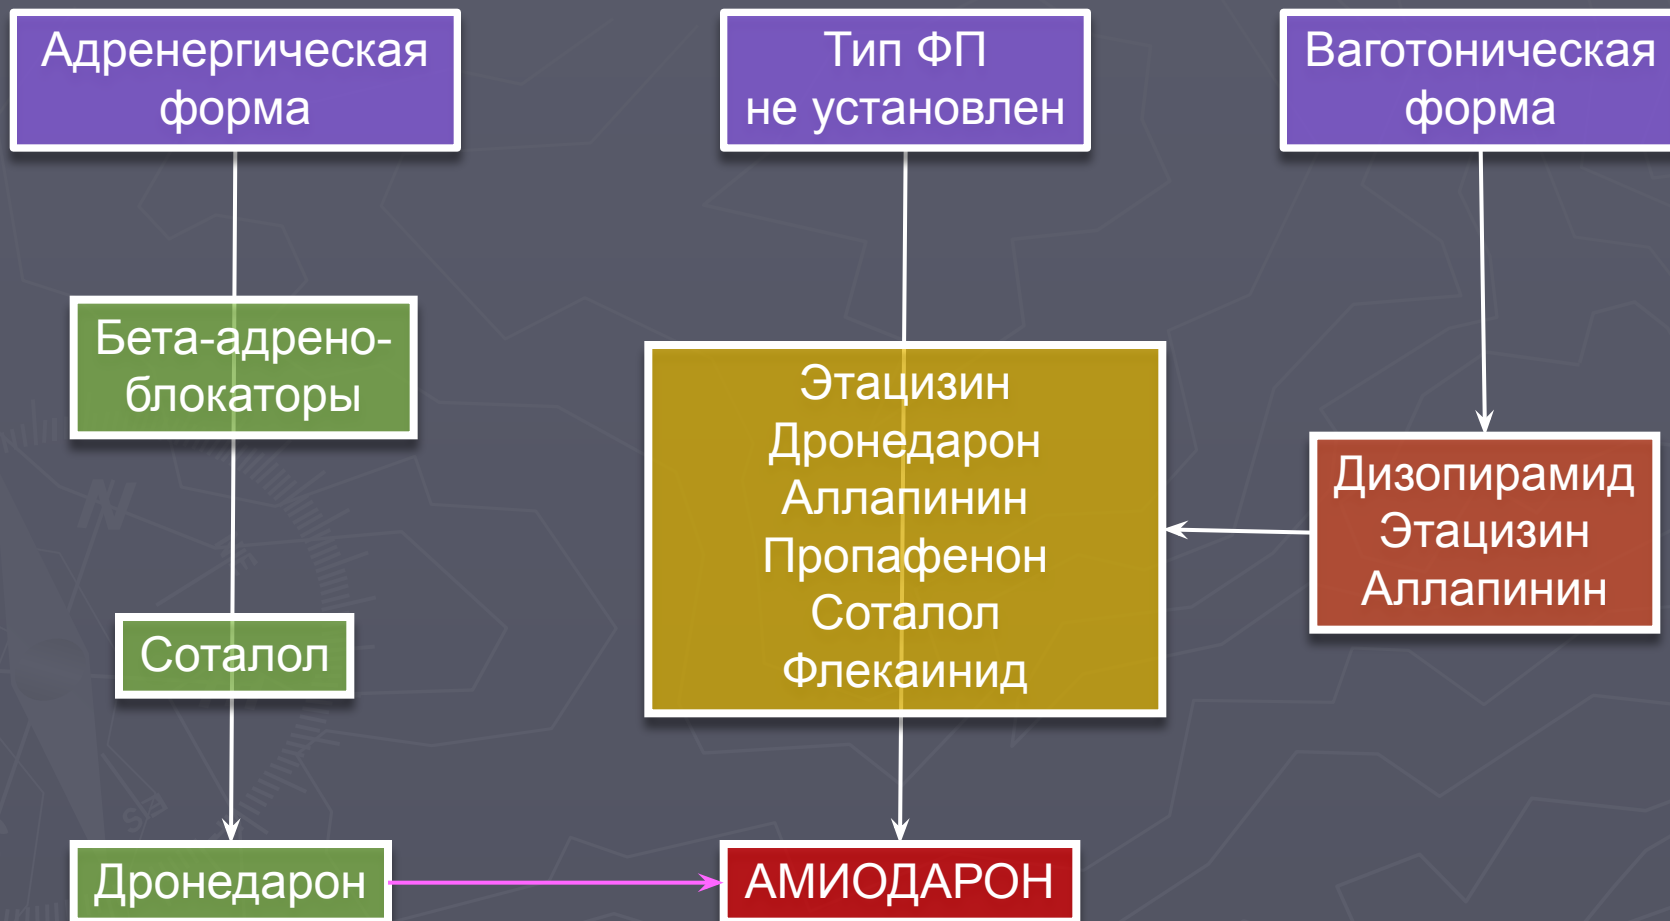 Адренергическая
форма
Тип ФП
не установлен
Ваготоническая
форма
Бета-адрено-
блокаторы
Этацизин
Дронедарон
Аллапинин
Пропафенон
Соталол
Флекаинид
Дизопирамид
Этацизин
Аллапинин
Соталол
Дронедарон
АМИОДАРОН